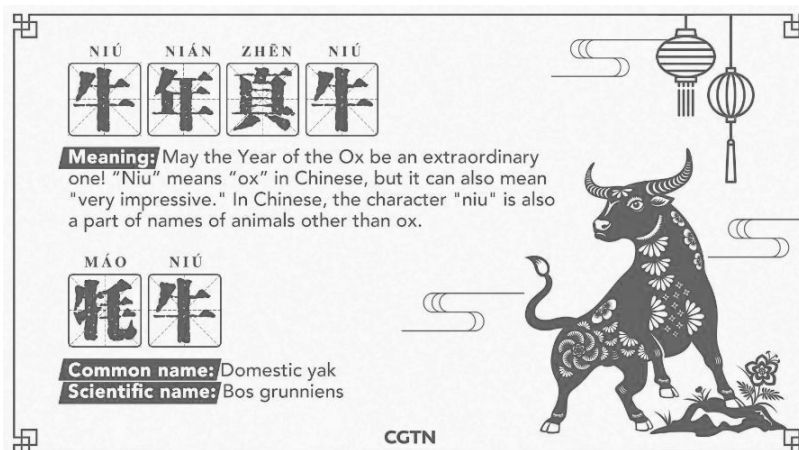 NIÚ NIÁN ZHĒN NIÚ
牛年真牛
Meaning: May the Year of the Ox be an extraordinary
one! “Niu” means “ox” in Chinese, but it can also mean
"very impressive." In Chinese, the character "niu" is also
a part of names of animals other than ox.
MÁO NIÚ
牦牛
Common name: Domestic yak
Scientific name: Bos grunniens
CGTN